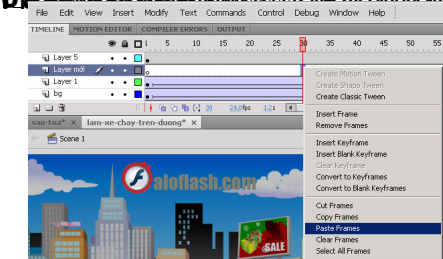 File Edit View Insert Modify Text Commands Control Debug Window Help
TIMELINE MOTION EDITOR COMPILER ERRORS OUTPUT
1 5 10 15 20 25 30 35 40 45 50 55
Layer 5
Layer mdl
Layer 1
bg
30 24.0fps 1.2s
sao-toa* × lam-xe-chay-tren-duong* ×
Scene 1
aloflash.com
SALE
Create Motion Tween
Create Shape Tween
Create Classic Tween
Insert Frame
Remove Frames
Insert Keyframe
Insert Blank Keyframe
Clear Keyframe
Convert to Keyframes
Convert to Blank Keyframes
Cut Frames
Copy Frames
Paste Frames
Clear Frames
Select All Frames